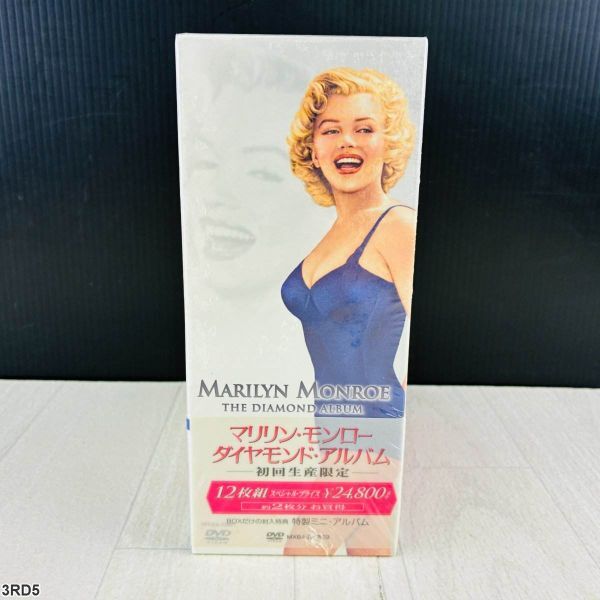 MARILYN MONROE
THE DIAMOND ALBUM
マリリン・モンロー
ダイヤモンド・アルバム
初回生産限定
12枚組 スペシャル・プライス ¥24,800
約2枚分お買得
BOXだけの封入特典 特製ミニ・アルバム
DVD DVD
3RD5